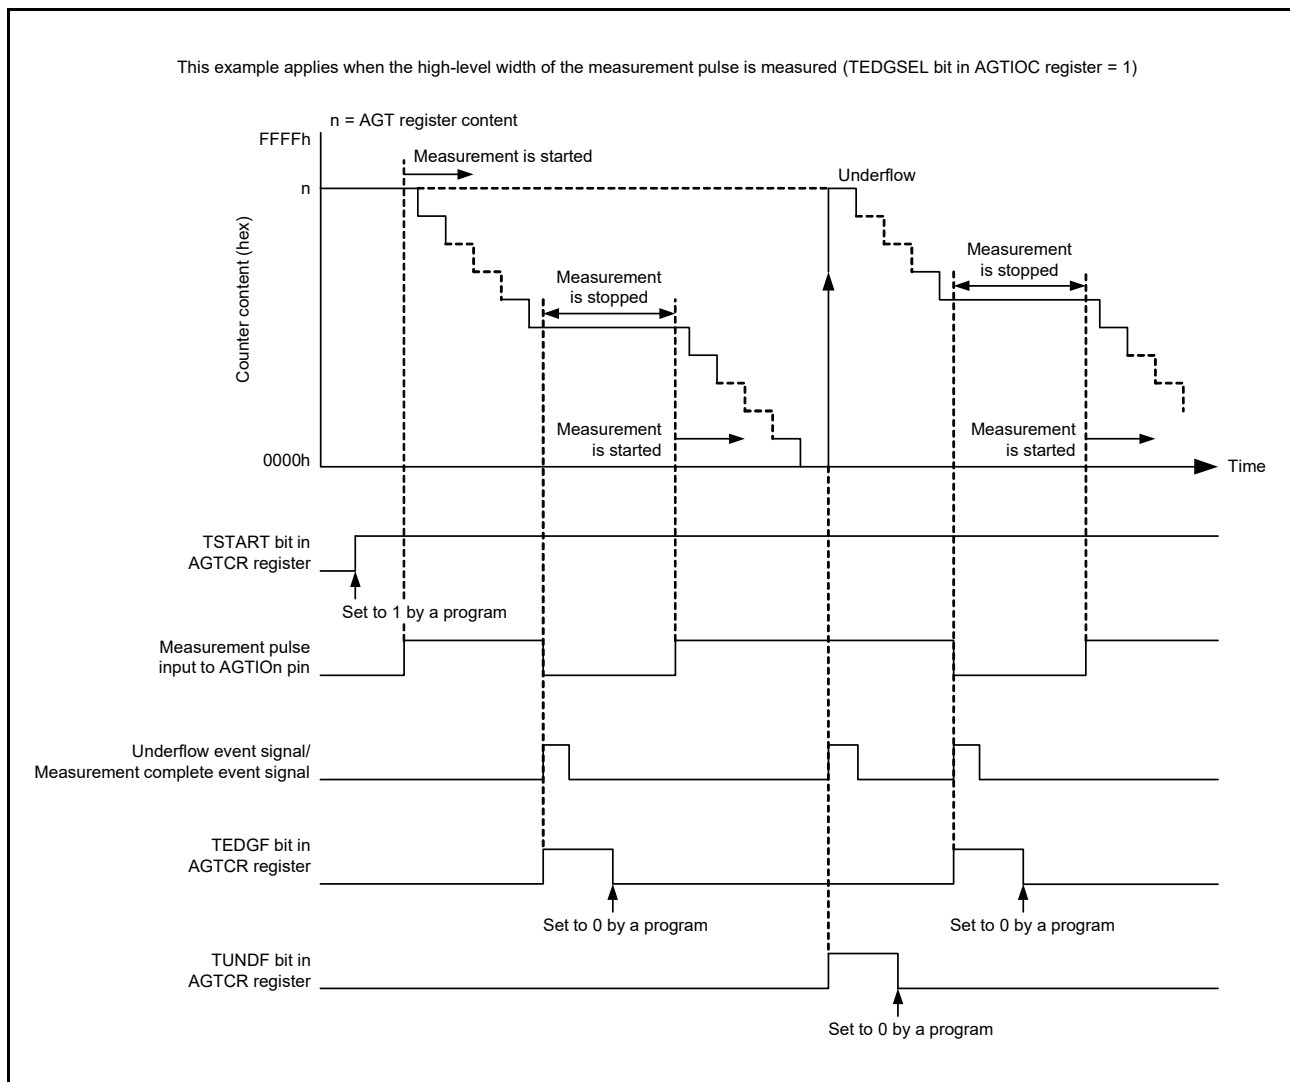 This example applies when the high-level width of the measurement pulse is measured (TEDGSEL bit in AGTIOC register = 1)
n = AGT register content
FFFFh
Measurement is started
n
Underflow
Counter content (hex)
Measurement
is stopped
Measurement
is stopped
Measurement
is started
Measurement
is started
0000h
Time
TSTART bit in
AGTCR register
Set to 1 by a program
Measurement pulse
input to AGTIOn pin
Underflow event signal/
Measurement complete event signal
TEDGF bit in
AGTCR register
Set to 0 by a program
Set to 0 by a program
TUNDF bit in
AGTCR register
Set to 0 by a program